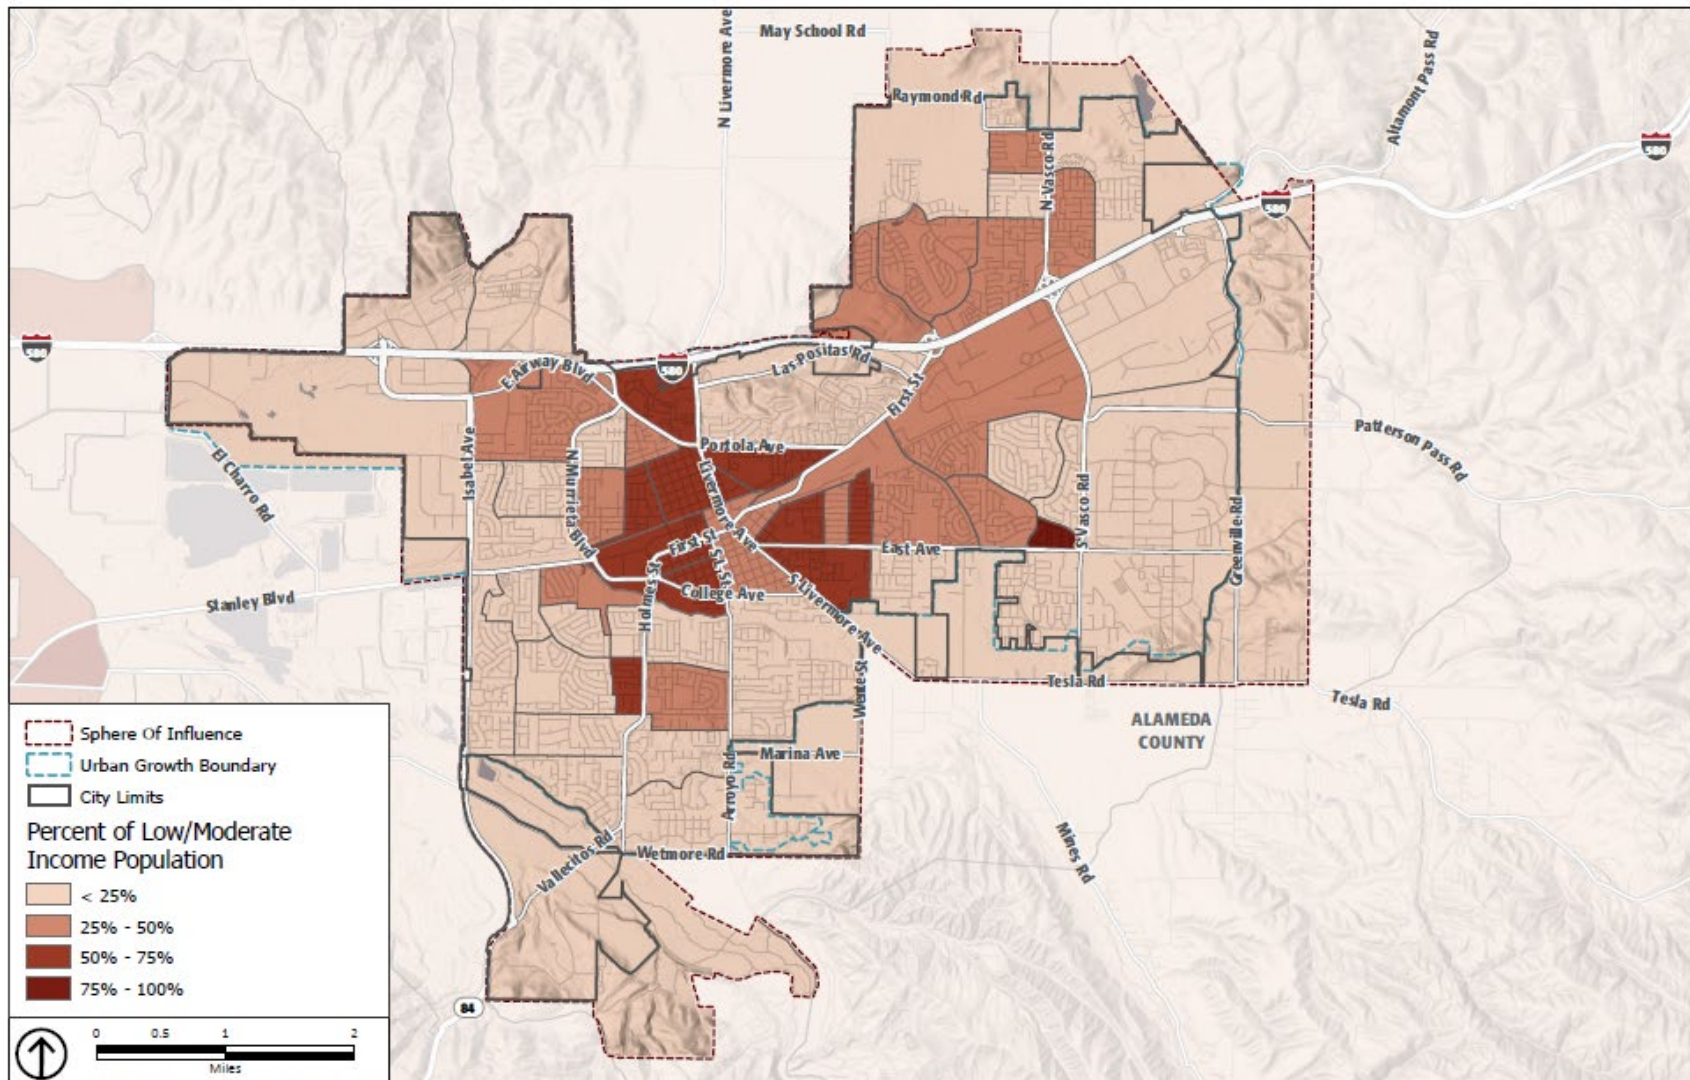 May School Rd
N Livermore Ave
Altamont Pass Rd
Raymond Rd
N Vasco Rd
580
580
580
580
Las Positas Rd
E Airway Blvd
First St
Portola Ave
Patterson Pass Rd
El Charro Rd
Isabel Ave
N Murrieta Blvd
Livermore Ave
S Vasco Rd
Greenville Rd
First St
East Ave
S L St
Stanley Blvd
Holmes St
College Ave
S Livermore Ave
Wente St
Tesla Rd
Tesla Rd
ALAMEDA
COUNTY
Marina Ave
Arroyo Rd
Mines Rd
Vallecitos Rd
Wetmore Rd
84
Sphere Of Influence
Urban Growth Boundary
City Limits
Percent of Low/Moderate
Income Population
< 25%
25% - 50%
50% - 75%
75% - 100%
0 0.5 1 2
Miles